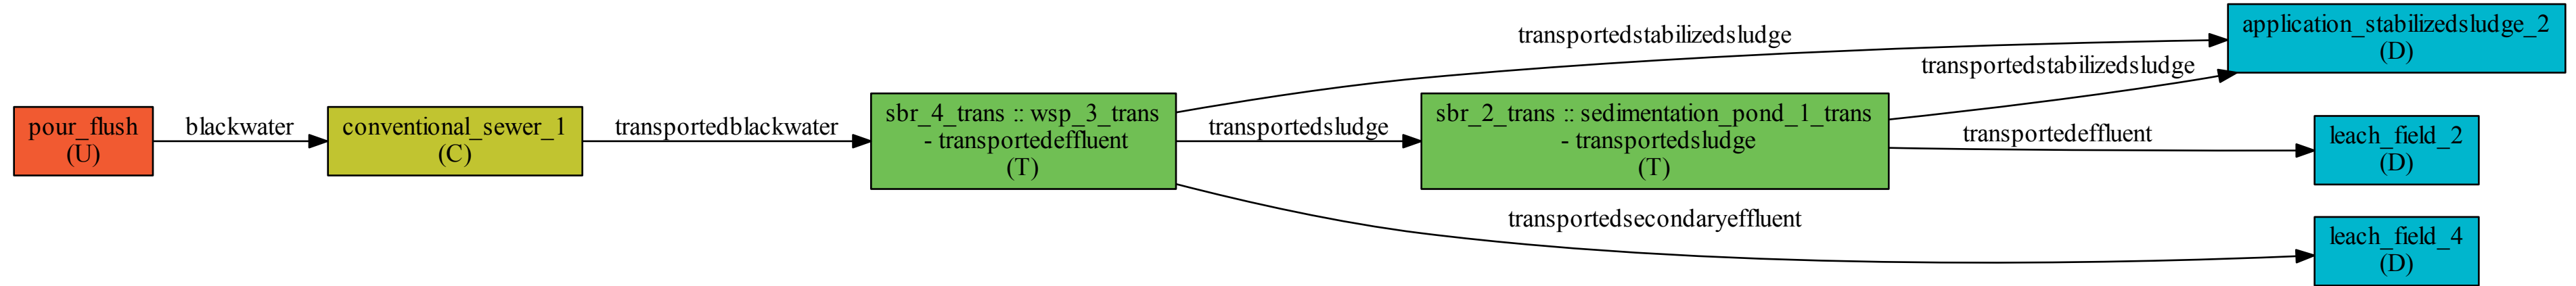 pour_flush
(U)
blackwater
conventional_sewer_1
(C)
transportedblackwater
sbr_4_trans :: wsp_3_trans
- transportedeffluent
(T)
transportedstabilizedsludge
transportedsludge
transportedsecondaryeffluent
sbr_2_trans :: sedimentation_pond_1_trans
- transportedsludge
(T)
transportedstabilizedsludge
transportedeffluent
application_stabilizedsludge_2
(D)
leach_field_2
(D)
leach_field_4
(D)